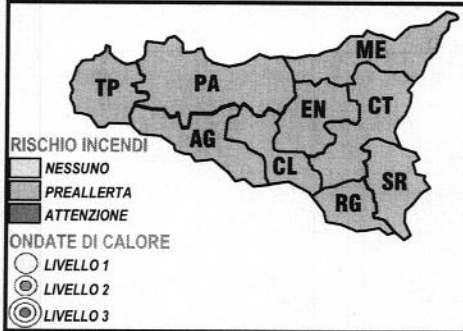 ME
TP
PA
EN
CT
AG
CL
SR
RG
RISCHIO INCENDI
NESSUNO
PREALLERTA
ATTENZIONE
ONDATE DI CALORE
LIVELLO 1
LIVELLO 2
LIVELLO 3